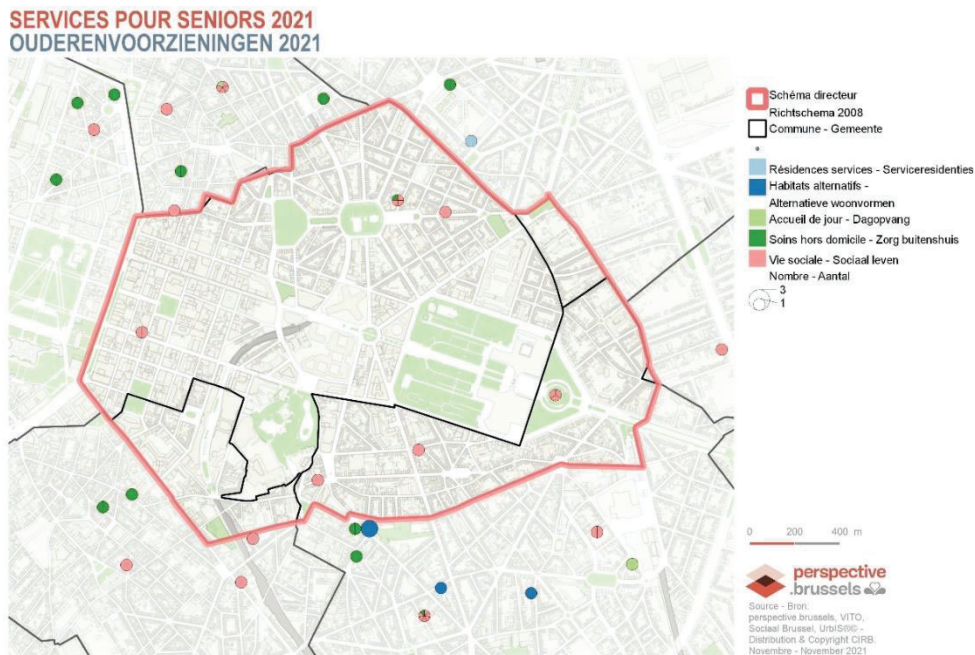 SERVICES POUR SENIORS 2021
OUDERENVOORZIENINGEN 2021
Schéma directeur
Richtschema 2008
Commune - Gemeente
Résidences services - Serviceresidenties
Habitats alternatifs -
Alternatieve woonvormen
Accueil de jour - Dagopvang
Soins hors domicile - Zorg buitenshuis
Vie sociale - Sociaal leven
Nombre - Aantal
3
1
0 200 400 m
perspective
.brussels
Source - Bron:
perspective.brussels, VITO,
Sociaal Brussel, UrbIS®© -
Distribution & Copyright CIRB.
Novembre - November 2021